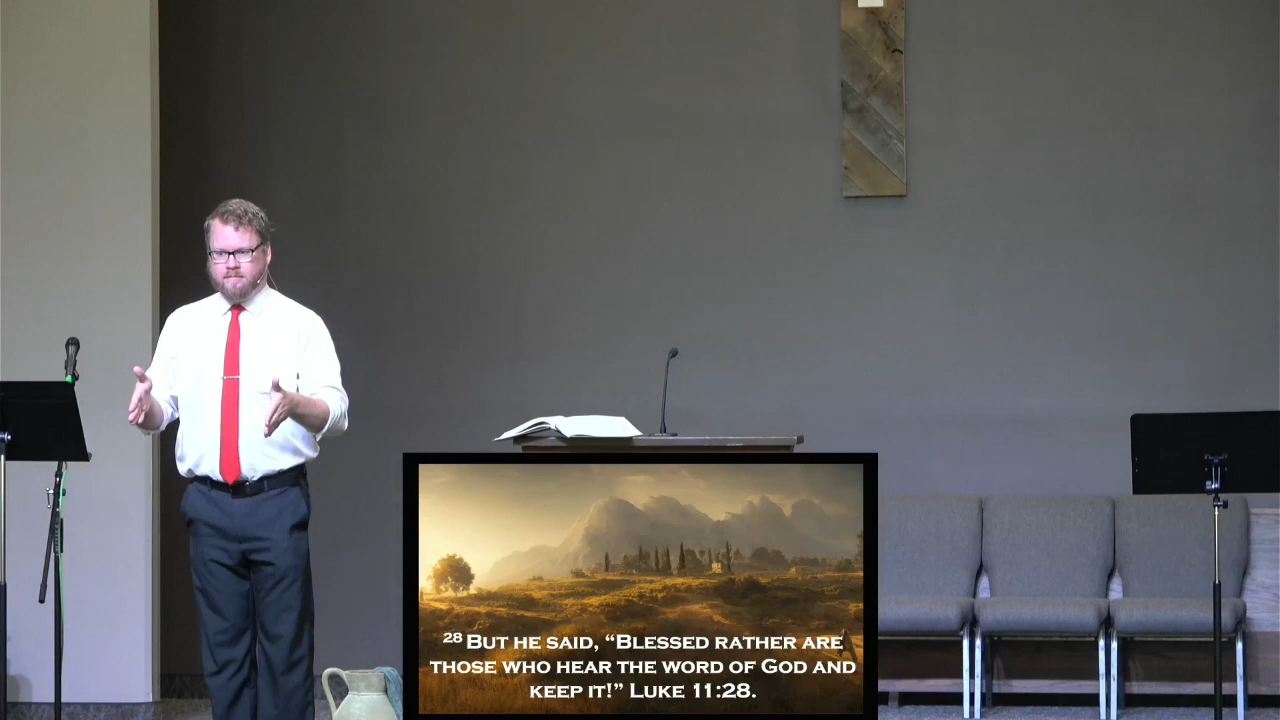 28 But he said, “Blessed rather are
those who hear the word of God and
keep it!” Luke 11:28.